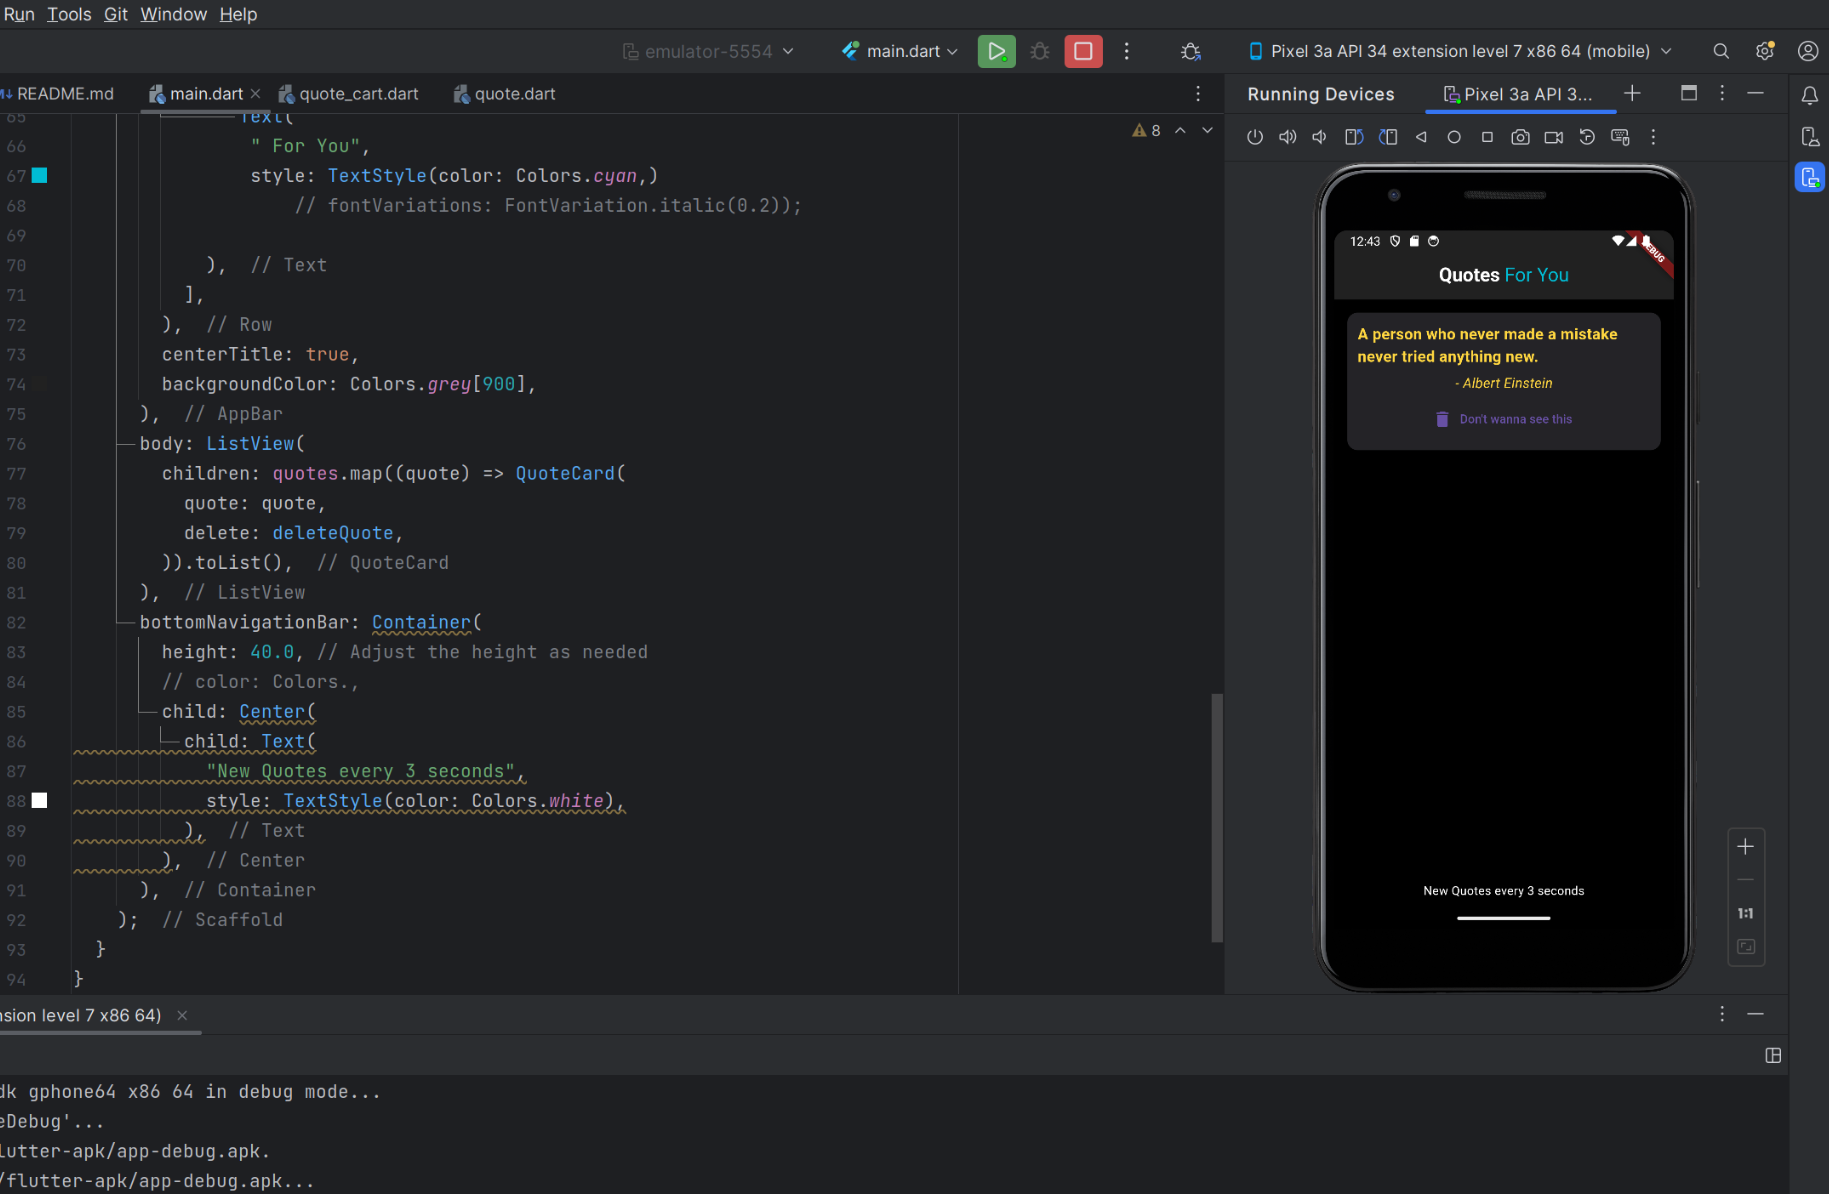 Run Tools Git Window Help
emulator-5554 main.dart Pixel 3a API 34 extension level 7 x86 64 (mobile)
README.md main.dart quote_cart.dart quote.dart Running Devices Pixel 3a API 3...
65 Text(
66 " For You",
67 style: TextStyle(color: Colors.cyan,)
68 // fontVariations: FontVariation.italic(0.2));
69
70 ), // Text
71 ],
72 ), // Row
73 centerTitle: true,
74 backgroundColor: Colors.grey[900],
75 ), // AppBar
76 body: ListView(
77 children: quotes.map((quote) => QuoteCard(
78 quote: quote,
79 delete: deleteQuote,
80 )).toList(), // QuoteCard
81 ), // ListView
82 bottomNavigationBar: Container(
83 height: 40.0, // Adjust the height as needed
84 // color: Colors.,
85 child: Center(
86 child: Text(
87 "New Quotes every 3 seconds",
88 style: TextStyle(color: Colors.white),
89 ), // Text
90 ), // Center
91 ), // Container
92 ); // Scaffold
93 }
94 }
8
12:43
DEBUG
Quotes For You
A person who never made a mistake
never tried anything new.
- Albert Einstein
Don't wanna see this
New Quotes every 3 seconds
1:1
nsion level 7 x86 64)
dk gphone64 x86 64 in debug mode...
eDebug'...
lutter-apk/app-debug.apk.
/flutter-apk/app-debug.apk...